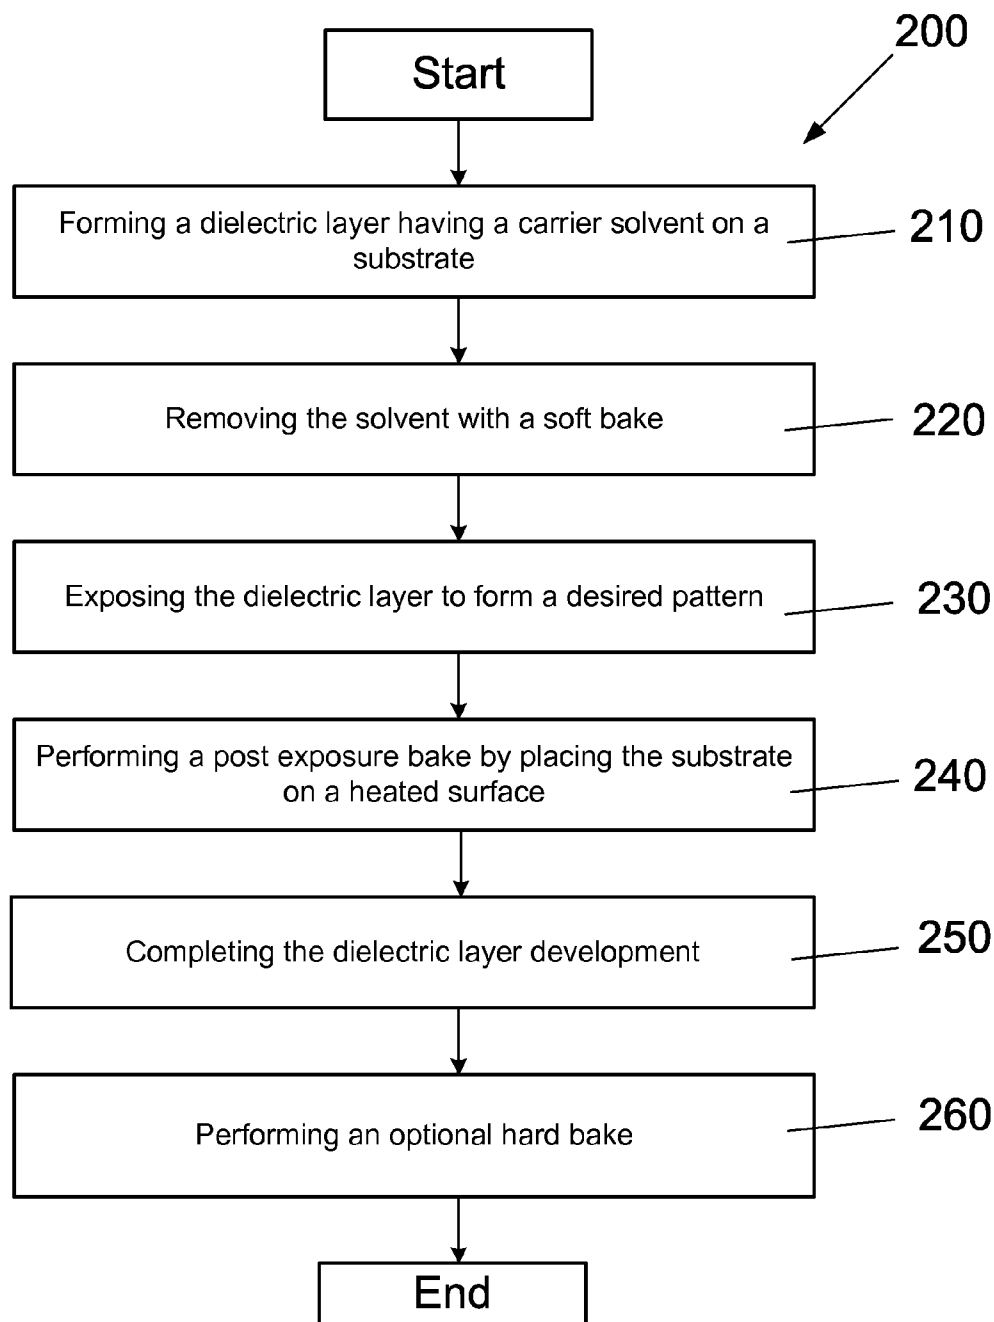 200
Start
Forming a dielectric layer having a carrier solvent on a
substrate
210
Removing the solvent with a soft bake
220
Exposing the dielectric layer to form a desired pattern
230
Performing a post exposure bake by placing the substrate
on a heated surface
240
Completing the dielectric layer development
250
Performing an optional hard bake
260
End